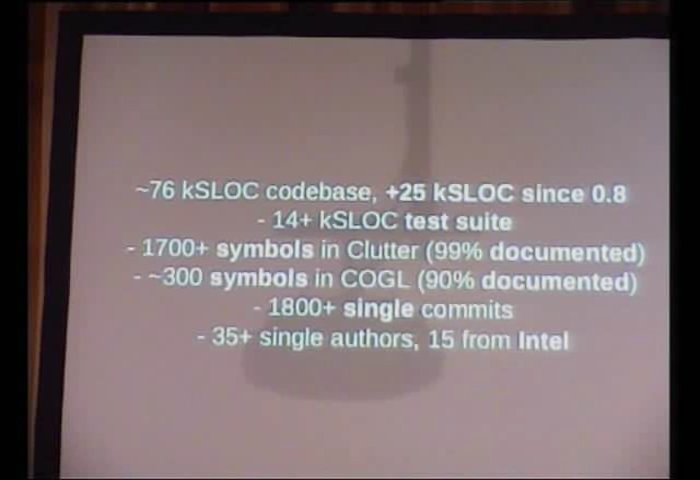 ~76 kSLOC codebase, +25 kSLOC since 0.8
- 14+ kSLOC test suite
- 1700+ symbols in Clutter (99% documented)
- ~300 symbols in COGL (90% documented)
- 1800+ single commits
- 35+ single authors, 15 from Intel